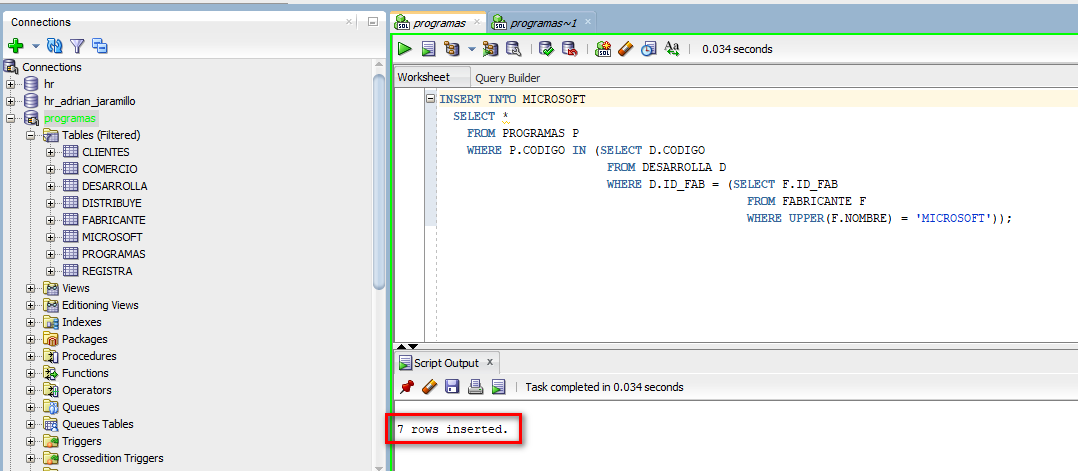 Connections
Connections
hr
hr_adrian_jaramillo
programas
Tables (Filtered)
CLIENTES
COMERCIO
DESARROLLA
DISTRIBUYE
FABRICANTE
MICROSOFT
PROGRAMAS
REGISTRA
Views
Editioning Views
Indexes
Packages
Procedures
Functions
Operators
Queues
Queues Tables
Triggers
Crossedition Triggers
programas
programas~1
0.034 seconds
Worksheet Query Builder
INSERT INTO MICROSOFT
SELECT *
FROM PROGRAMAS P
WHERE P.CODIGO IN (SELECT D.CODIGO
FROM DESARROLLA D
WHERE D.ID_FAB = (SELECT F.ID_FAB
FROM FABRICANTE F
WHERE UPPER(F.NOMBRE) = 'MICROSOFT'));
Script Output x
Task completed in 0.034 seconds
7 rows inserted.